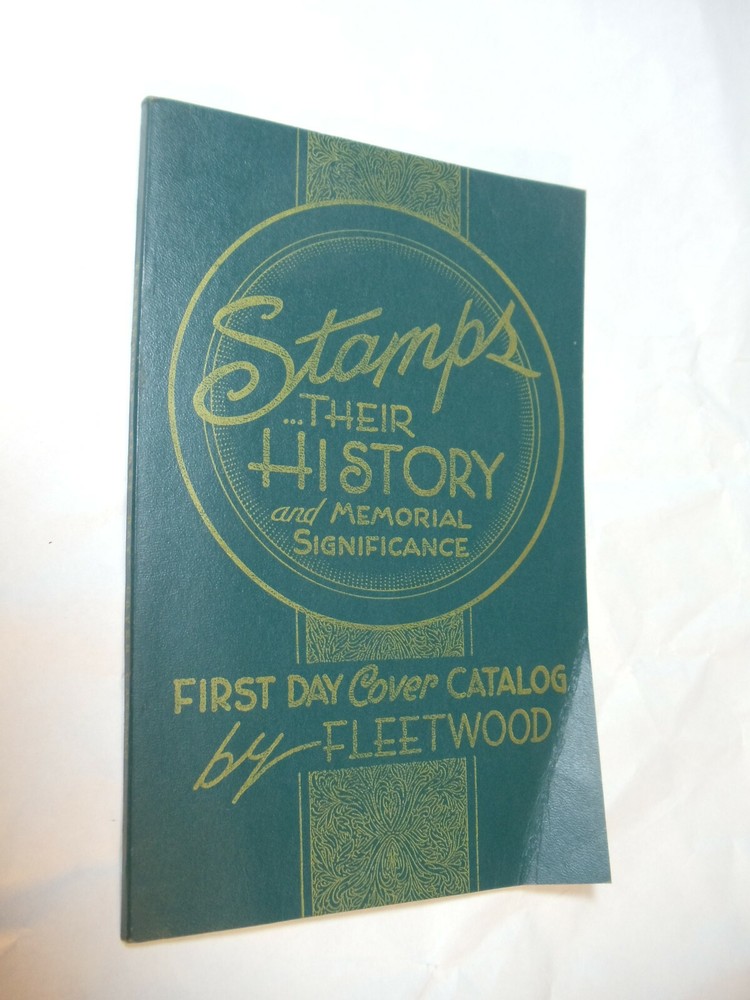 Stamps
...THEIR
HISTORY
and MEMORIAL
SIGNIFICANCE
FIRST DAY Cover CATALOG
by FLEETWOOD